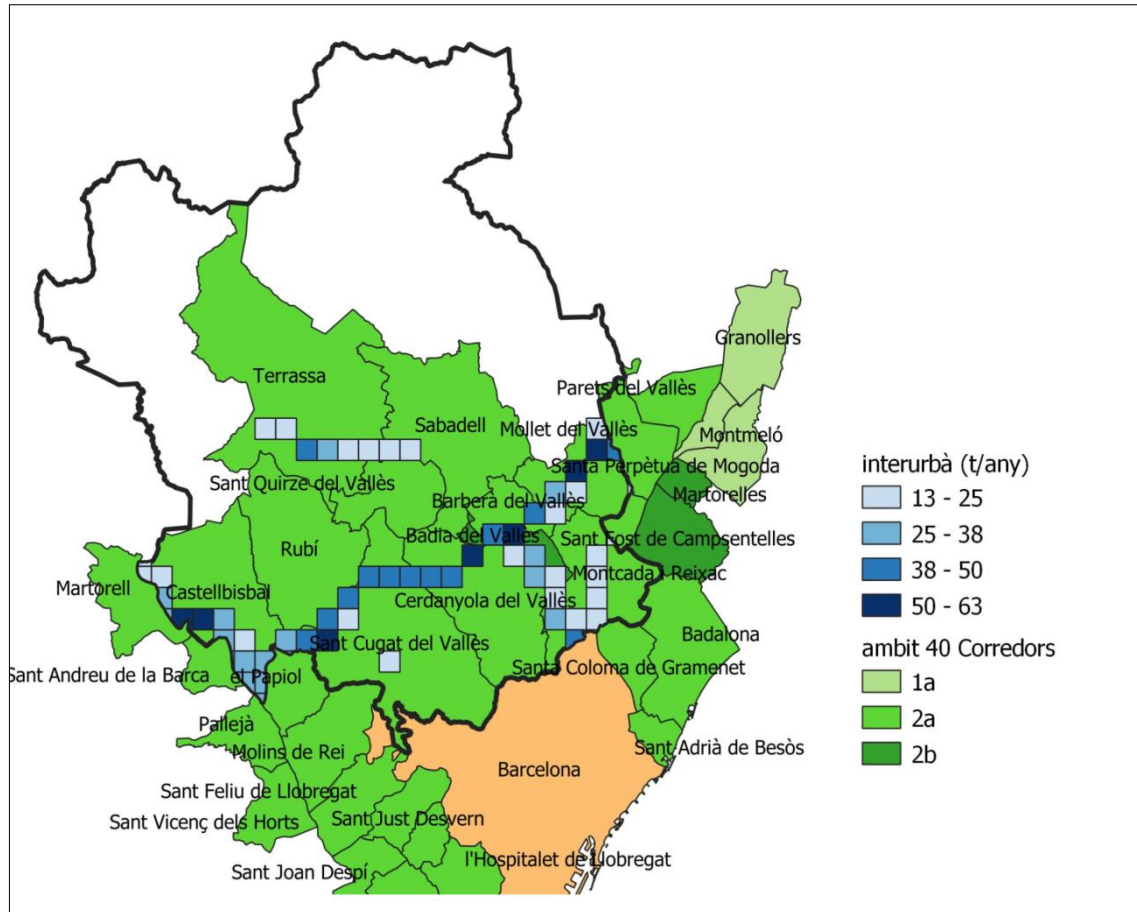 Granollers
Terrassa
Parets del Vallès
Sabadell
Mollet del Vallès
Montmeló
Santa Perpètua de Mogoda
Sant Quirze del Vallès
Martorelles
Barberà del Vallès
Badia del Vallès
Sant Fost de Campsentelles
Rubí
Martorell
Castellbisbal
Montcada i Reixac
Cerdanyola del Vallès
Badalona
Sant Cugat del Vallès
Sant Andreu de la Barca
el Papiol
Santa Coloma de Gramenet
Pallejà
Molins de Rei
Sant Adrià de Besòs
Barcelona
Sant Feliu de Llobregat
Sant Vicenç dels Horts
Sant Just Desvern
l'Hospitalet de Llobregat
Sant Joan Despí
interurbà (t/any)
13 - 25
25 - 38
38 - 50
50 - 63
ambit 40 Corredors
1a
2a
2b